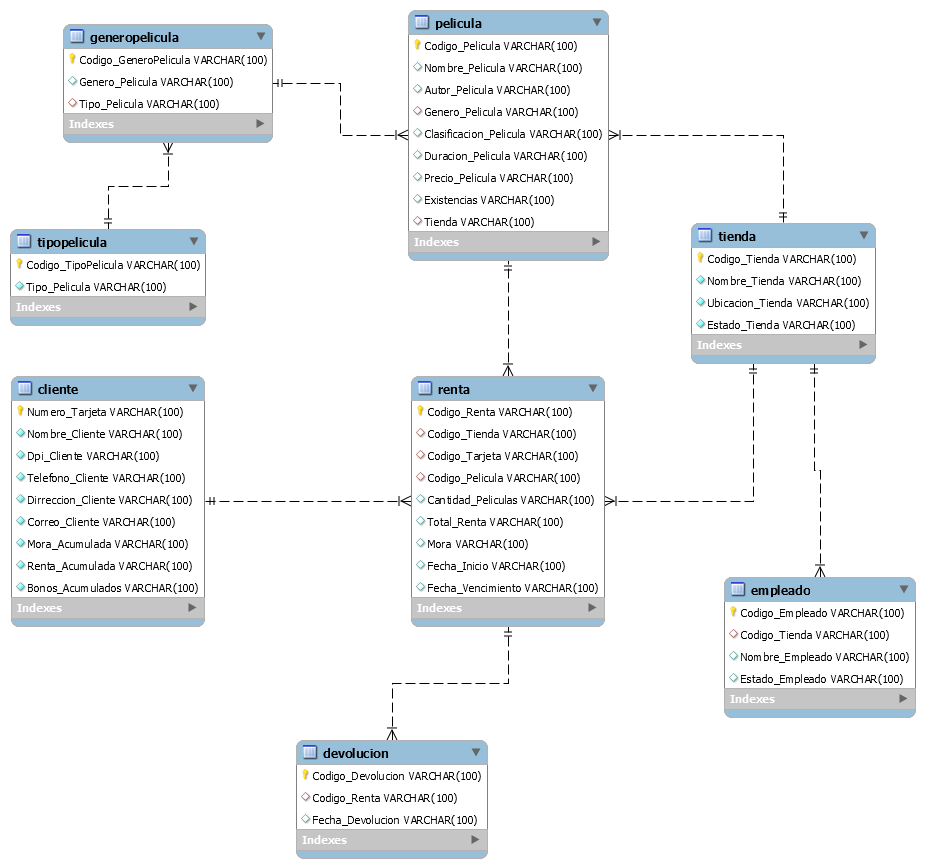 generopelicula
Codigo_GeneroPelicula VARCHAR(100)
Genero_Pelicula VARCHAR(100)
Tipo_Pelicula VARCHAR(100)
Indexes
pelicula
Codigo_Pelicula VARCHAR(100)
Nombre_Pelicula VARCHAR(100)
Autor_Pelicula VARCHAR(100)
Genero_Pelicula VARCHAR(100)
Clasificacion_Pelicula VARCHAR(100)
Duracion_Pelicula VARCHAR(100)
Precio_Pelicula VARCHAR(100)
Existencias VARCHAR(100)
Tienda VARCHAR(100)
Indexes
tipopelicula
Codigo_TipoPelicula VARCHAR(100)
Tipo_Pelicula VARCHAR(100)
Indexes
tienda
Codigo_Tienda VARCHAR(100)
Nombre_Tienda VARCHAR(100)
Ubicacion_Tienda VARCHAR(100)
Estado_Tienda VARCHAR(100)
Indexes
cliente
Numero_Tarjeta VARCHAR(100)
Nombre_Cliente VARCHAR(100)
Dpi_Cliente VARCHAR(100)
Telefono_Cliente VARCHAR(100)
Dirreccion_Cliente VARCHAR(100)
Correo_Cliente VARCHAR(100)
Mora_Acumulada VARCHAR(100)
Renta_Acumulada VARCHAR(100)
Bonos_Acumulados VARCHAR(100)
Indexes
renta
Codigo_Renta VARCHAR(100)
Codigo_Tienda VARCHAR(100)
Codigo_Tarjeta VARCHAR(100)
Codigo_Pelicula VARCHAR(100)
Cantidad_Peliculas VARCHAR(100)
Total_Renta VARCHAR(100)
Mora VARCHAR(100)
Fecha_Inicio VARCHAR(100)
Fecha_Vencimiento VARCHAR(100)
Indexes
empleado
Codigo_Empleado VARCHAR(100)
Codigo_Tienda VARCHAR(100)
Nombre_Empleado VARCHAR(100)
Estado_Empleado VARCHAR(100)
Indexes
devolucion
Codigo_Devolucion VARCHAR(100)
Codigo_Renta VARCHAR(100)
Fecha_Devolucion VARCHAR(100)
Indexes